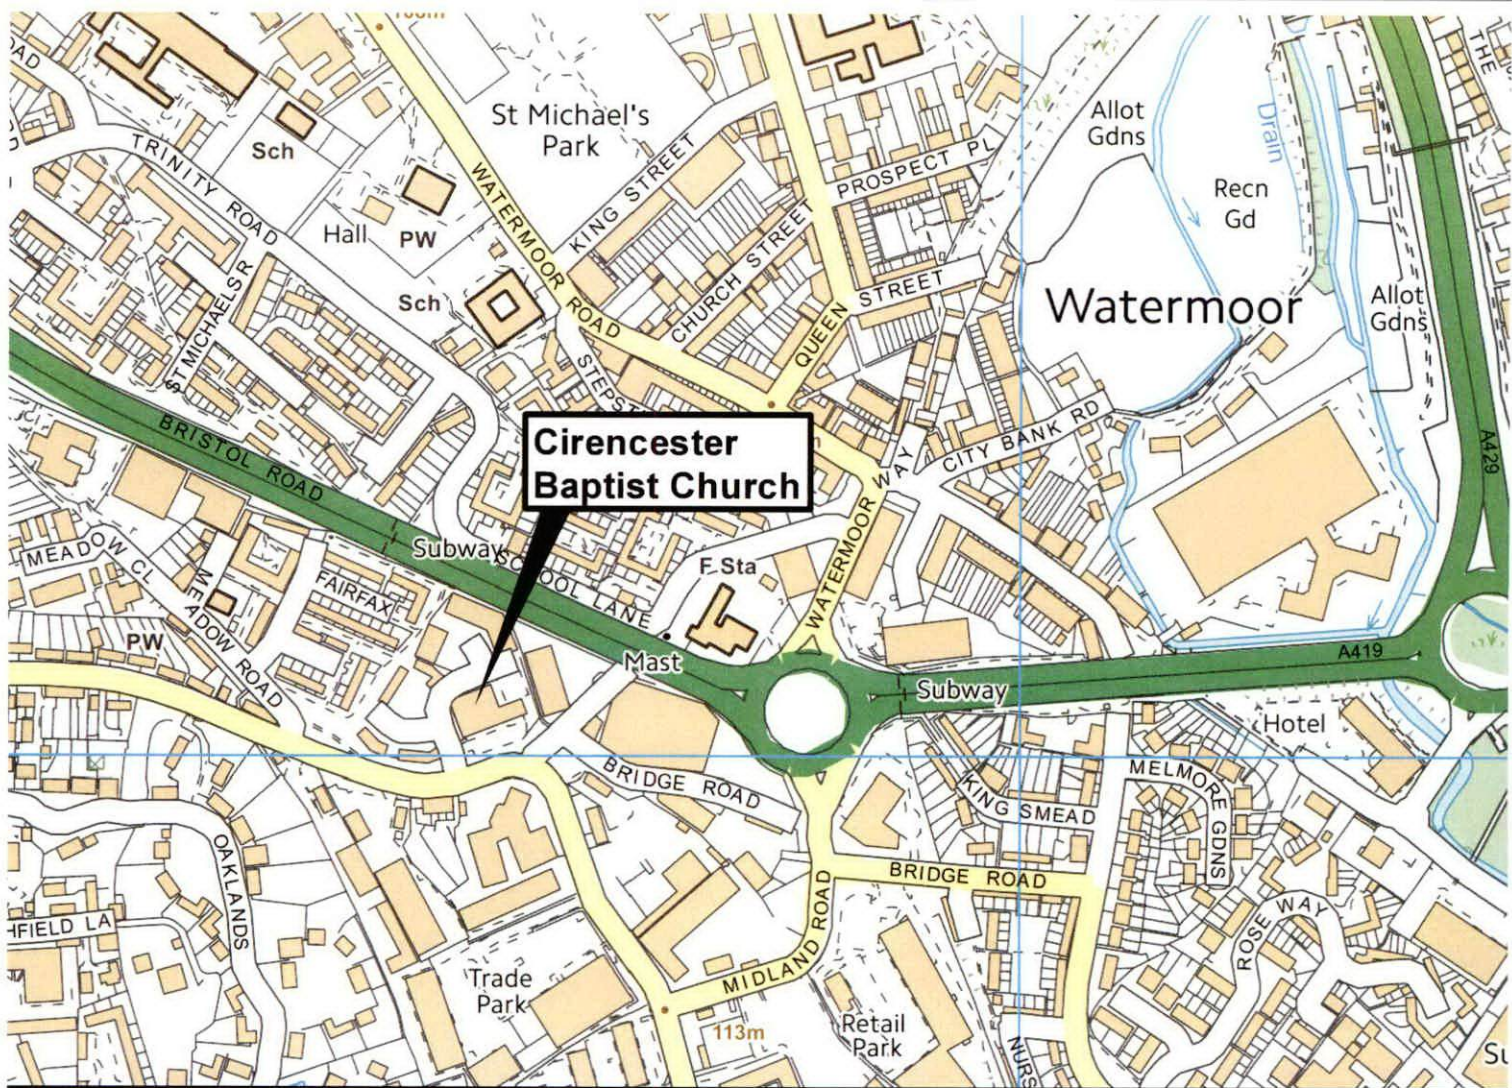 St Michael's
Park
Allot
Gdns
Drain
THE
Sch
TRINITY ROAD
KING STREET
PROSPECT PL
Recn
Gd
Hall
PW
WATERMOOR ROAD
CHURCH STREET
QUEEN
STREET
Watermoor
Allot
Gdns
Sch
ST MICHAELS R
BRISTOL ROAD
Cirencester
Baptist Church
CITY BANK RD
A429
WATERMOOR WAY
Subway
SCHOOL LANE
F Sta
MEADOW CL
MEADOW ROAD
FAIRFAX
PW
Mast
Subway
A419
Hotel
BRIDGE ROAD
KING SMEAD
MELMORE GDNS
BRIDGE ROAD
OAKLANDS
MIDLAND ROAD
ROSE WAY
HFIELD LA
Trade
Park
113m
Retail
Park